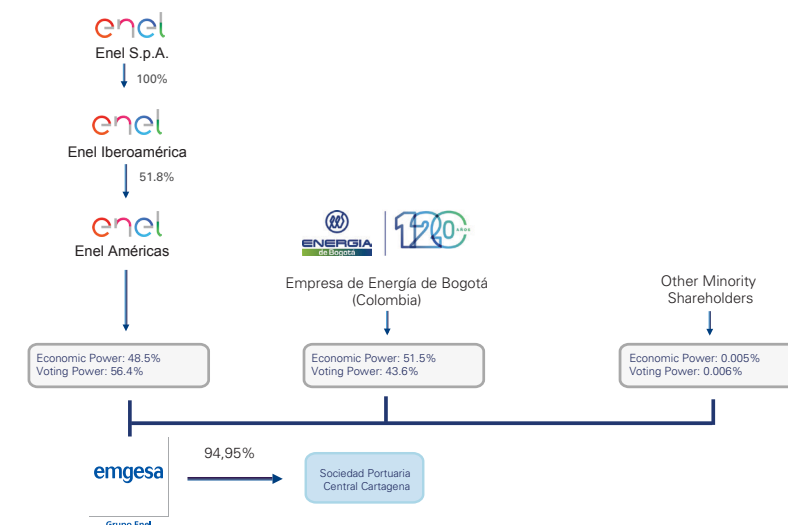 enel
Enel S.p.A.
100%
enel
Enel Iberoamérica
51.8%
enel
Enel Américas
ENERGIA
de Bogotá
120
AÑOS
Empresa de Energía de Bogotá
(Colombia)
Other Minority
Shareholders
Economic Power: 48.5%
Voting Power: 56.4%
Economic Power: 51.5%
Voting Power: 43.6%
Economic Power: 0.005%
Voting Power: 0.006%
emgesa
Grupo Enel
94,95%
Sociedad Portuaria
Central Cartagena